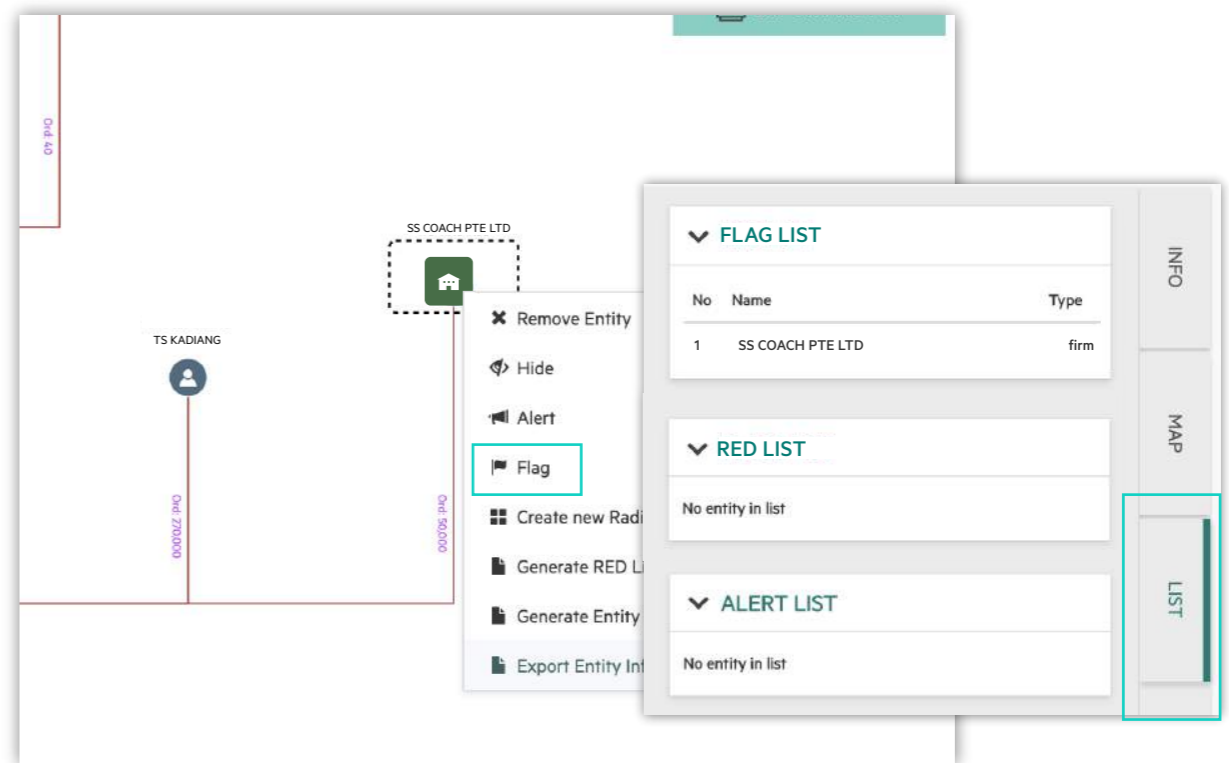 Ord: 40
SS COACH PTE LTD
TS KADIANG
Ord: 270,000
Ord: 50,000
Remove Entity
Hide
Alert
Flag
Create new Radi
Generate RED Li
Generate Entity
Export Entity Inf
FLAG LIST
No Name Type
1 SS COACH PTE LTD firm
RED LIST
No entity in list
ALERT LIST
No entity in list
INFO
MAP
LIST